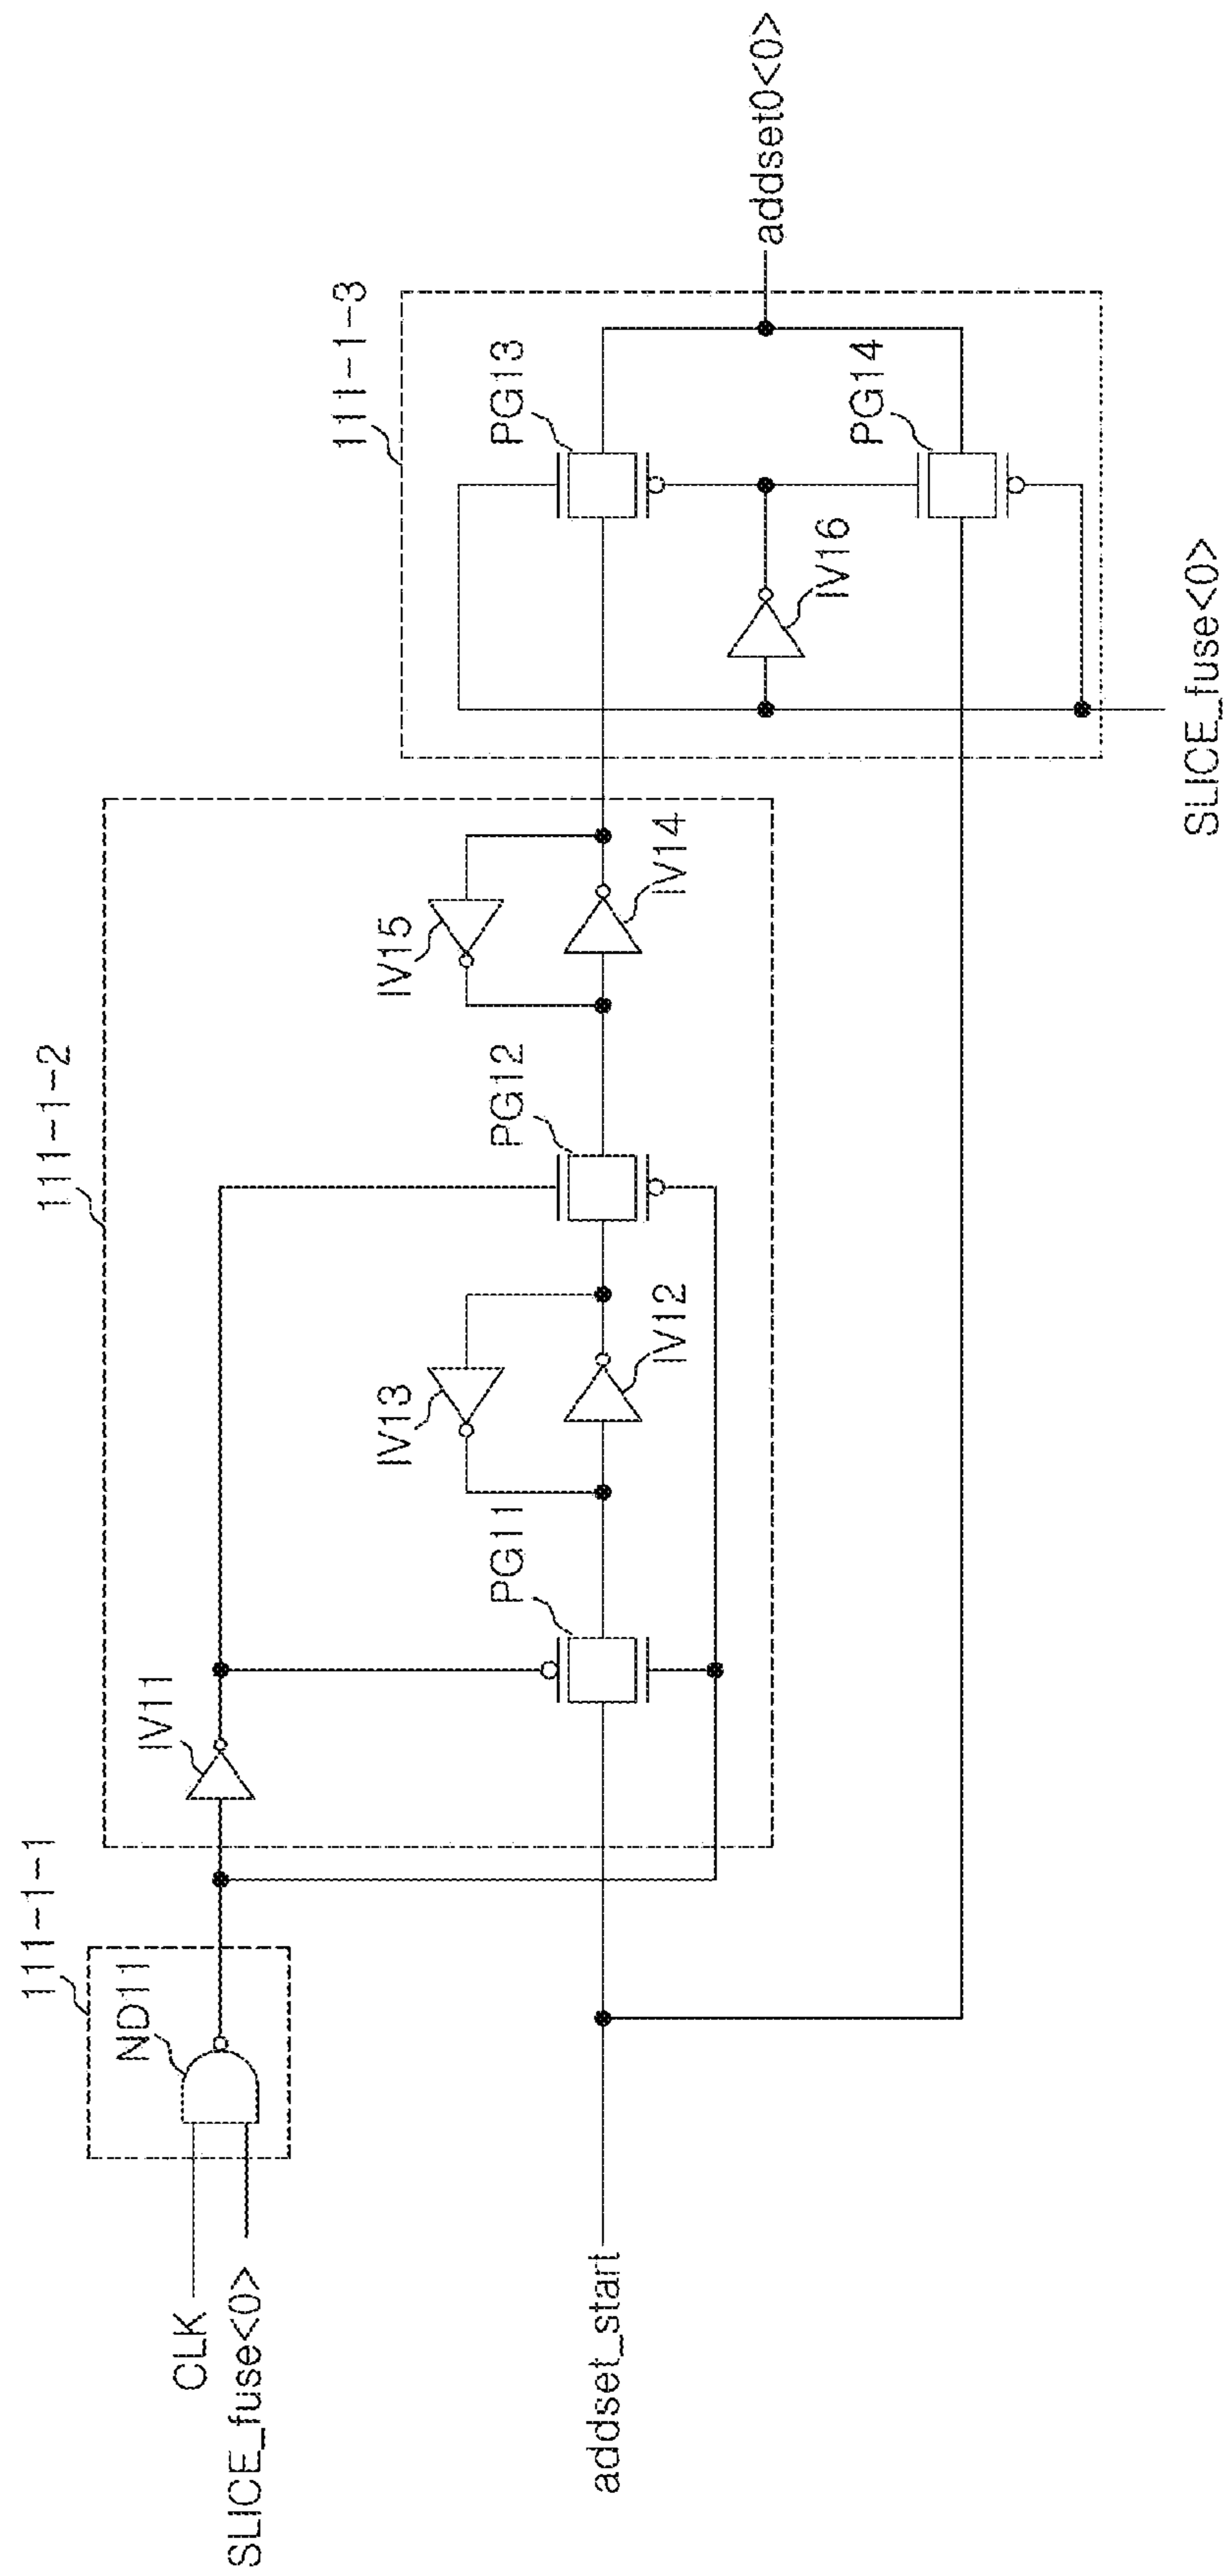 111-1-1
ND11
CLK
SLICE_fuse<0>
111-1-2
IV11
PG11
IV13
IV12
PG12
IV15
IV14
addset_start
111-1-3
PG13
IV16
PG14
addset0<0>
SLICE_fuse<0>